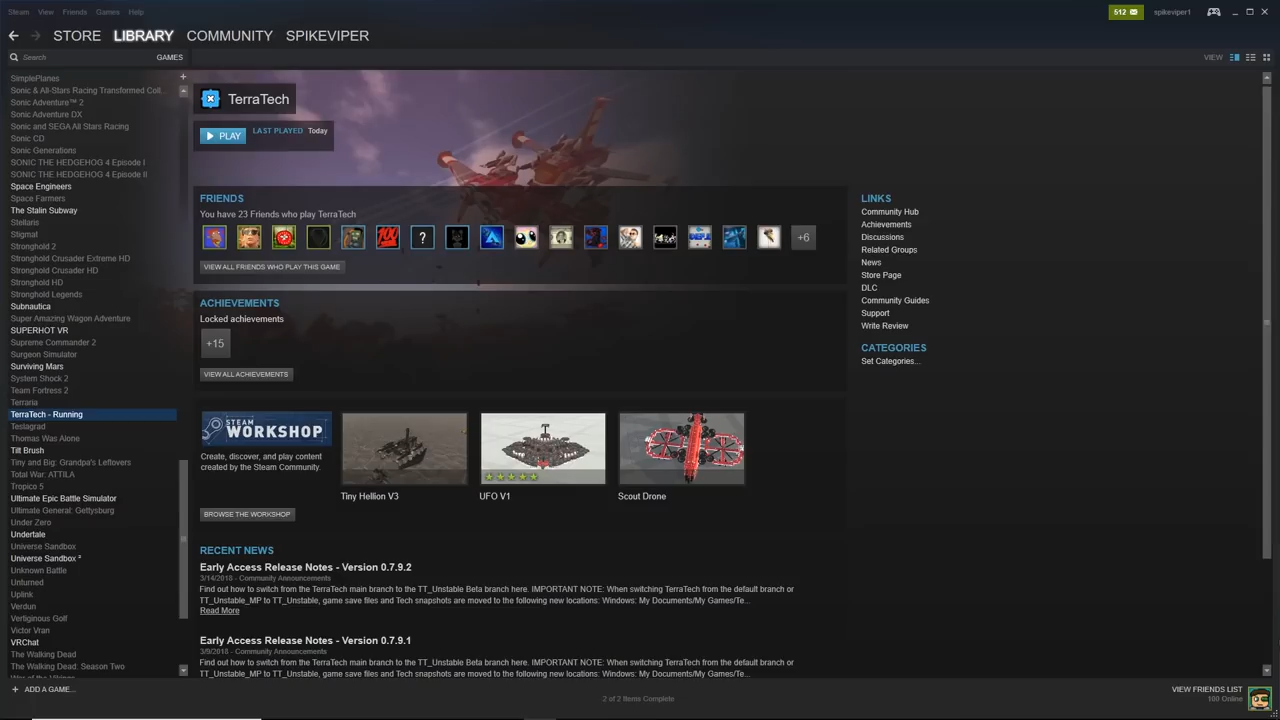 Steam View Friends Games Help
512
spikeviper1
STORE LIBRARY COMMUNITY SPIKEVIPER
Search
GAMES
VIEW
SimplePlanes
Sonic & All-Stars Racing Transformed Coll...
Sonic Adventure™ 2
Sonic Adventure DX
Sonic and SEGA All Stars Racing
Sonic CD
Sonic Generations
SONIC THE HEDGEHOG 4 Episode I
SONIC THE HEDGEHOG 4 Episode II
Space Engineers
Space Farmers
The Stalin Subway
Stellaris
Stigmat
Stronghold 2
Stronghold Crusader Extreme HD
Stronghold Crusader HD
Stronghold HD
Stronghold Legends
Subnautica
Super Amazing Wagon Adventure
SUPERHOT VR
Supreme Commander 2
Surgeon Simulator
Surviving Mars
System Shock 2
Team Fortress 2
Terraria
TerraTech - Running
Teslagrad
Thomas Was Alone
Tilt Brush
Tiny and Big: Grandpa's Leftovers
Total War: ATTILA
Tropico 5
Ultimate Epic Battle Simulator
Ultimate General: Gettysburg
Under Zero
Undertale
Universe Sandbox
Universe Sandbox ²
Unknown Battle
Unturned
Uplink
Verdun
Vertiginous Golf
Victor Vran
VRChat
The Walking Dead
The Walking Dead: Season Two
+ ADD A GAME...
TerraTech
PLAY
LAST PLAYED Today
FRIENDS
You have 23 Friends who play TerraTech
?
+6
VIEW ALL FRIENDS WHO PLAY THIS GAME
ACHIEVEMENTS
Locked achievements
+15
VIEW ALL ACHIEVEMENTS
STEAM
WORKSHOP
Create, discover, and play content
created by the Steam Community.
BROWSE THE WORKSHOP
Tiny Hellion V3
UFO V1
Scout Drone
RECENT NEWS
Early Access Release Notes - Version 0.7.9.2
3/14/2018 - Community Announcements
Find out how to switch from the TerraTech main branch to the TT_Unstable Beta branch here. IMPORTANT NOTE: When switching TerraTech from the default branch or
TT_Unstable_MP to TT_Unstable, game save files and Tech snapshots are moved to the following new locations: Windows: My Documents/My Games/Te...
Read More
Early Access Release Notes - Version 0.7.9.1
3/9/2018 - Community Announcements
Find out how to switch from the TerraTech main branch to the TT_Unstable Beta branch here. IMPORTANT NOTE: When switching TerraTech from the default branch or
TT_Unstable_MP to TT_Unstable, game save files and Tech snapshots are moved to the following new locations: Windows: My Documents/My Games/Te...
LINKS
Community Hub
Achievements
Discussions
Related Groups
News
Store Page
DLC
Community Guides
Support
Write Review
CATEGORIES
Set Categories...
2 of 2 Items Complete
VIEW FRIENDS LIST
100 Online